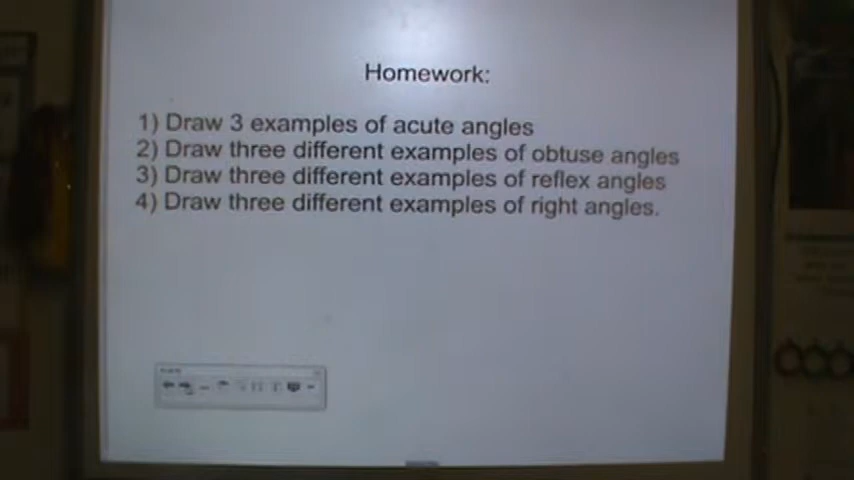 Homework:
1) Draw 3 examples of acute angles
2) Draw three different examples of obtuse angles
3) Draw three different examples of reflex angles
4) Draw three different examples of right angles.